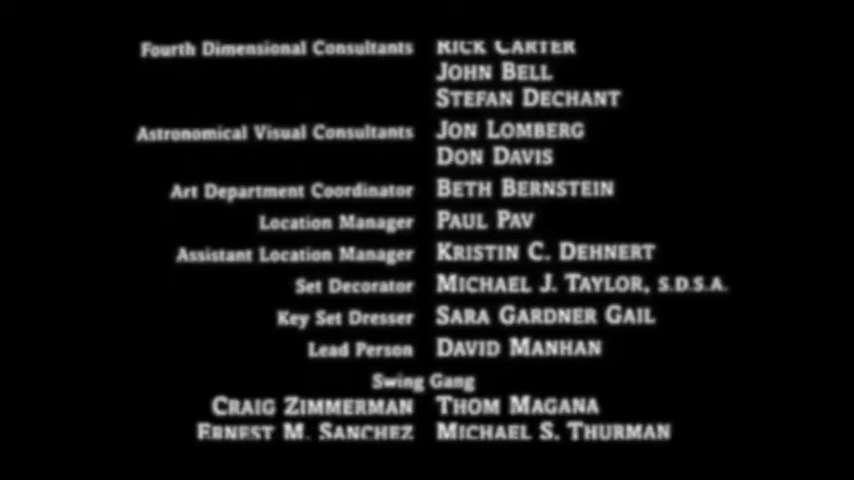 Fourth Dimensional Consultants RICK CARTER
JOHN BELL
STEFAN DECHANT
Astronomical Visual Consultants JON LOMBERG
DON DAVIS
Art Department Coordinator BETH BERNSTEIN
Location Manager PAUL PAV
Assistant Location Manager KRISTIN C. DEHNERT
Set Decorator MICHAEL J. TAYLOR, S.D.S.A.
Key Set Dresser SARA GARDNER GAIL
Lead Person DAVID MANHAN
Swing Gang
CRAIG ZIMMERMAN THOM MAGANA
ERNEST M. SANCHEZ MICHAEL S. THURMAN